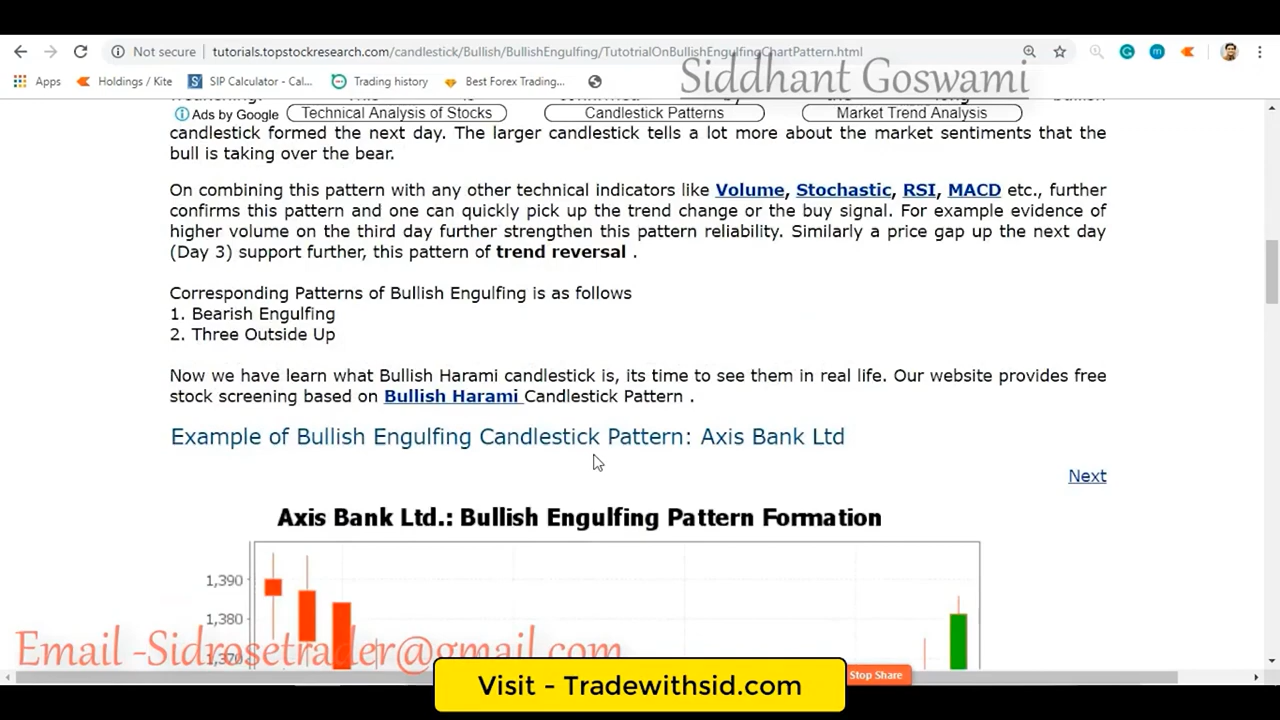 Not secure tutorials.topstockresearch.com/candlestick/Bullish/BullishEngulfing/TutotrialOnBullishEngulfingChartPattern.html
Apps Holdings / Kite SIP Calculator - Cal... Trading history Best Forex Trading...
Siddhant Goswami
Ads by Google Technical Analysis of Stocks Candlestick Patterns Market Trend Analysis
candlestick formed the next day. The larger candlestick tells a lot more about the market sentiments that the
bull is taking over the bear.
On combining this pattern with any other technical indicators like Volume, Stochastic, RSI, MACD etc., further
confirms this pattern and one can quickly pick up the trend change or the buy signal. For example evidence of
higher volume on the third day further strengthen this pattern reliability. Similarly a price gap up the next day
(Day 3) support further, this pattern of trend reversal .
Corresponding Patterns of Bullish Engulfing is as follows
1. Bearish Engulfing
2. Three Outside Up
Now we have learn what Bullish Harami candlestick is, its time to see them in real life. Our website provides free
stock screening based on Bullish Harami Candlestick Pattern .
Example of Bullish Engulfing Candlestick Pattern: Axis Bank Ltd
Next
Axis Bank Ltd.: Bullish Engulfing Pattern Formation
1,390
1,380
1,370
Email -Sidrosetrader@gmail.com
Stop Share
Visit - Tradewithsid.com